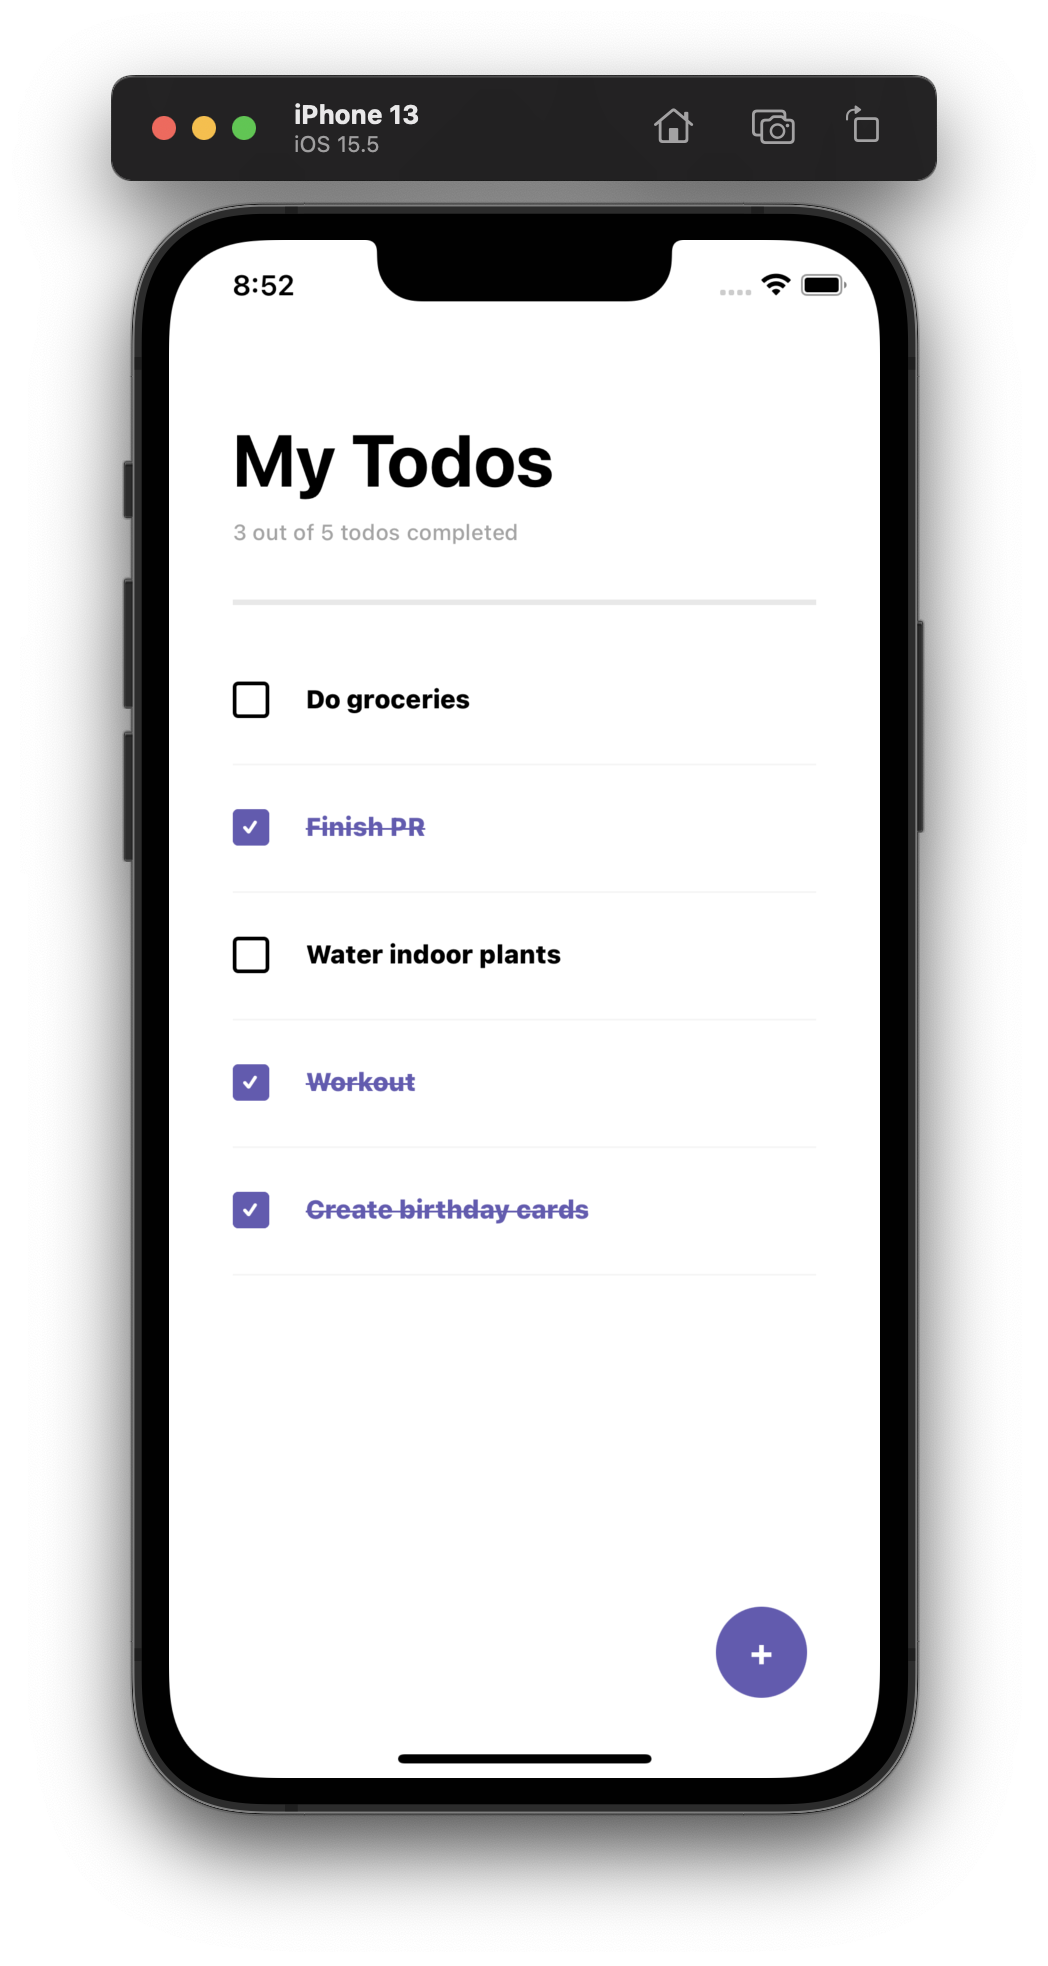 iPhone 13
iOS 15.5
8:52
My Todos
3 out of 5 todos completed
Do groceries
Finish PR
Water indoor plants
Workout
Create birthday cards
+